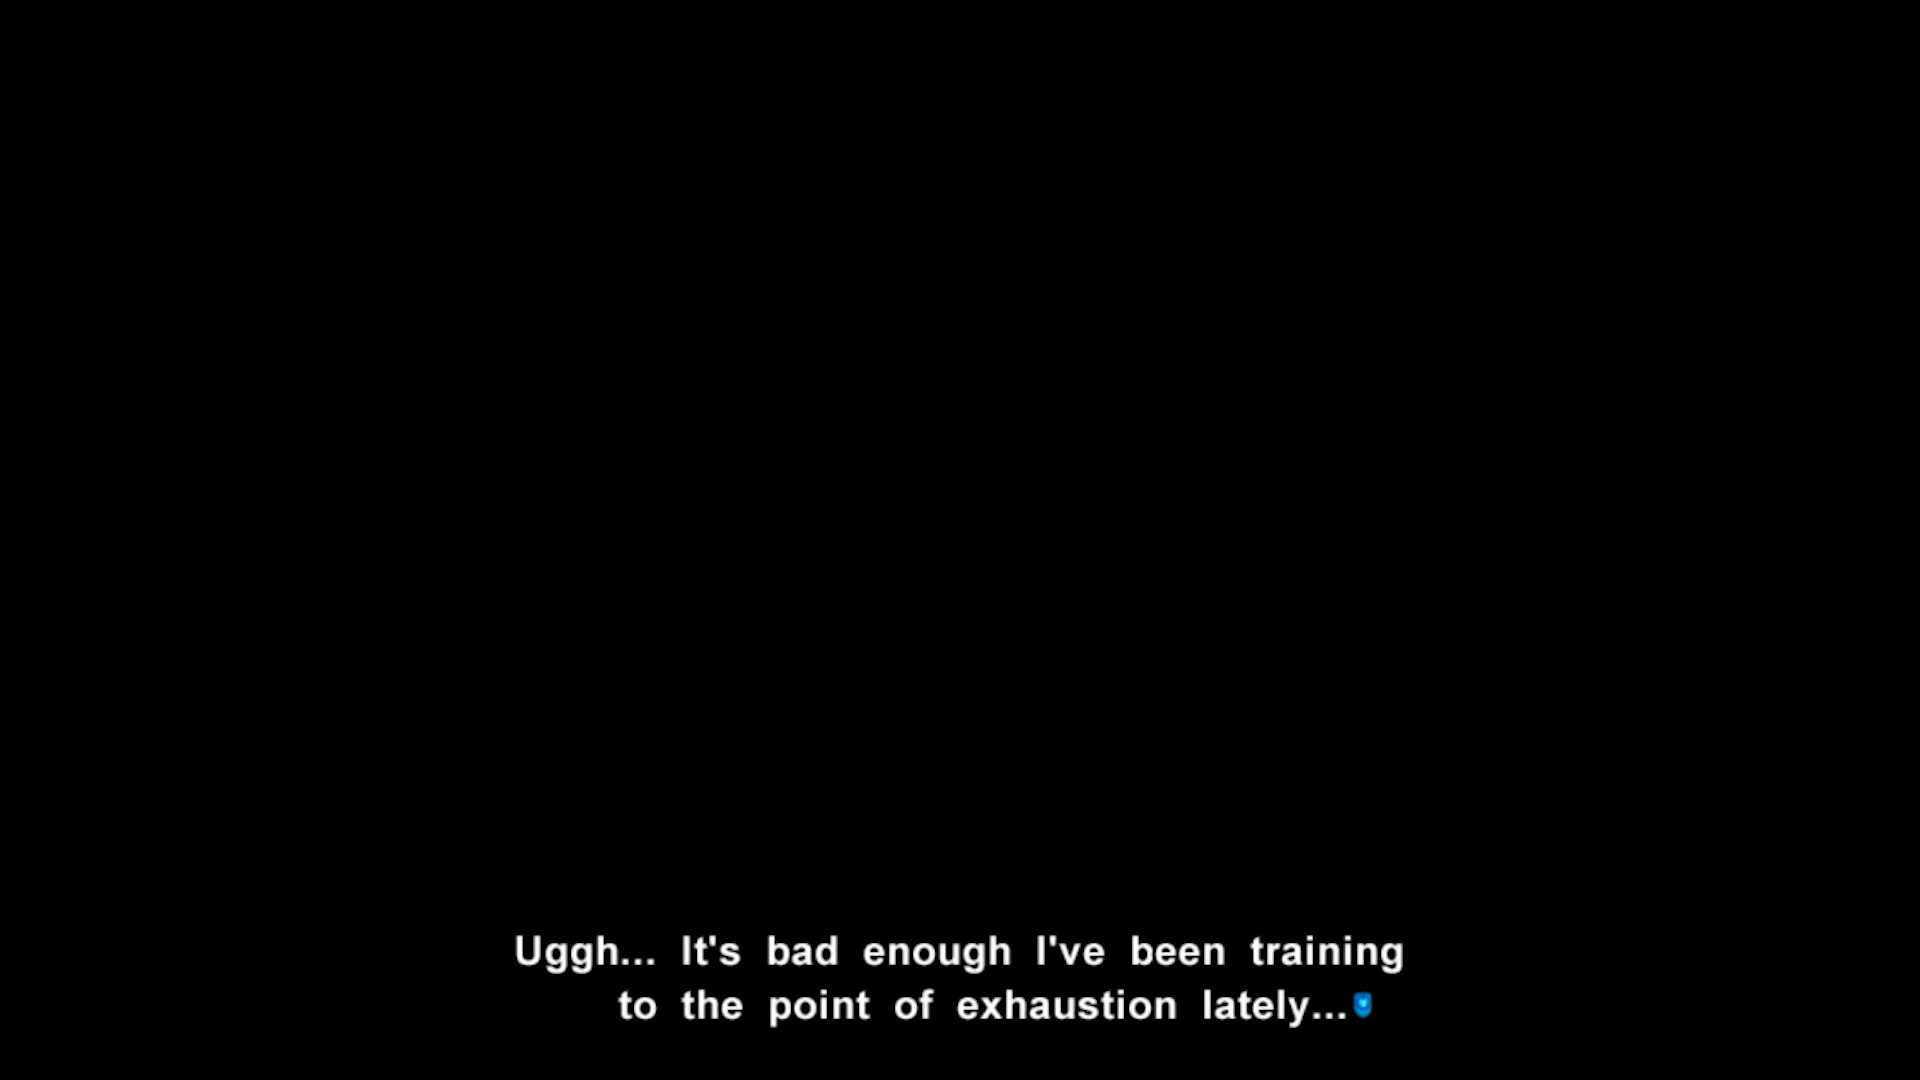 Uggh... It's bad enough I've been training
to the point of exhaustion lately...